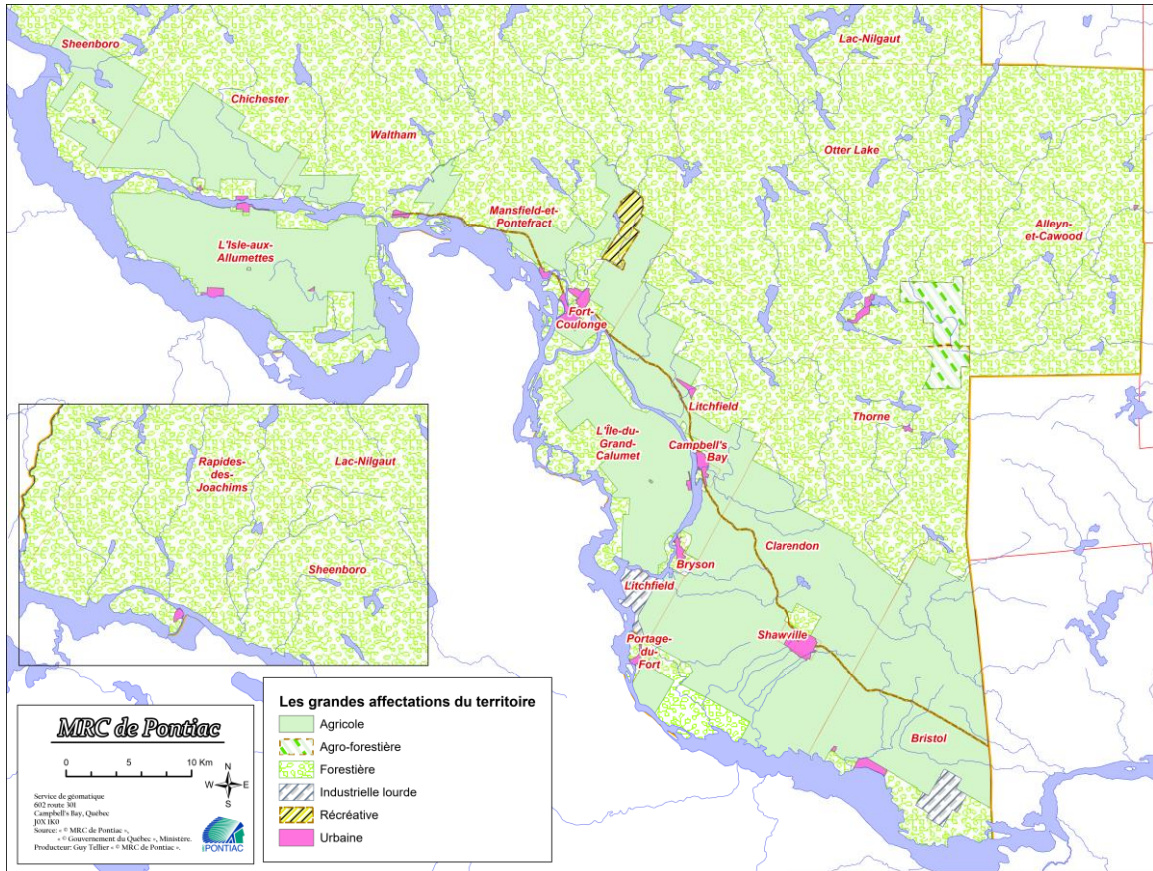 Sheenboro
Lac-Nilgaut
Chichester
Waltham
Otter Lake
Mansfield-et-
Pontefract
Alleyn-
et-Cawood
L'Isle-aux-
Allumettes
Fort-
Coulonge
Litchfield
Thorne
L'Île-du-
Grand-
Calumet
Campbell's
Bay
Rapides-
des-
Joachims
Lac-Nilgaut
Sheenboro
Clarendon
Bryson
Litchfield
Shawville
Portage-
du-
Fort
Bristol
Les grandes affectations du territoire
Agricole
Agro-forestière
Forestière
Industrielle lourde
Récréative
Urbaine
MRC de Pontiac
0 5 10 Km
N
W E
S
Service de géomatique
602 route 301
Campbell's Bay, Québec
J0X 1K0
Source: « © MRC de Pontiac »,
« © Gouvernement du Québec », Ministère.
Producteur: Guy Tellier « © MRC de Pontiac ».
iPONTIAC